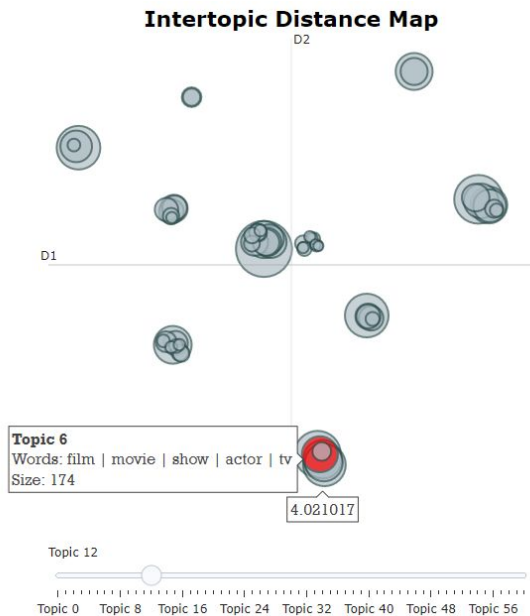 Intertopic Distance Map
D2
D1
Topic 6
Words: film | movie | show | actor | tv
Size: 174
4.021017
Topic 12
Topic 0 Topic 8 Topic 16 Topic 24 Topic 32 Topic 40 Topic 48 Topic 56